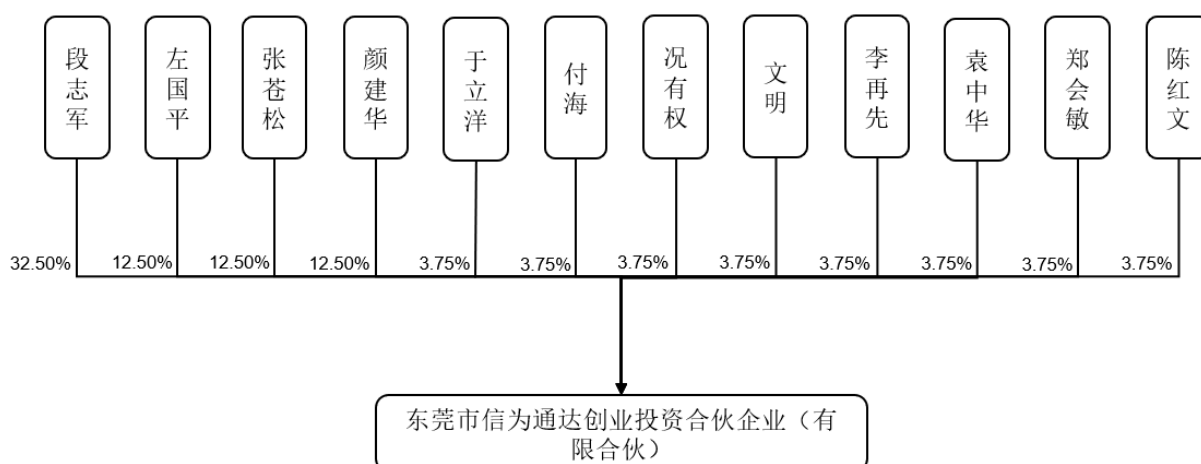 段志军
左国平
张苍松
颜建华
于立洋
付海
况有权
文明
李再先
袁中华
郑会敏
陈红文
32.50%
12.50%
12.50%
12.50%
3.75%
3.75%
3.75%
3.75%
3.75%
3.75%
3.75%
3.75%
东莞市信为通达创业投资合伙企业（有
限合伙）